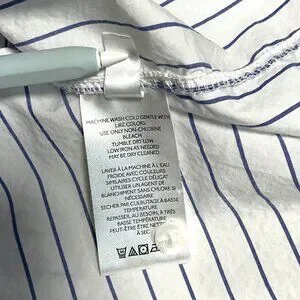 MACHINE WASH COLD GENTLE WITH
LIKE COLORS
USE ONLY NON-CHLORINE
BLEACH
TUMBLE DRY LOW
LOW IRON AS NEEDED
MAY BE DRY CLEANED
LAVER À LA MACHINE À L'EAU
FROIDE AVEC COULEURS
SIMILAIRES CYCLE DÉLICAT
UTILISER UN AGENT DE
BLANCHIMENT SANS CHLORE SI
NÉCESSAIRE
SÉCHER PAR CULBUTAGE À BASSE
TEMPÉRATURE
REPASSER, AU BESOIN, À TRÈS
BASSE TEMPÉRATURE
PEUT-ÊTRE ÊTRE
À SEC